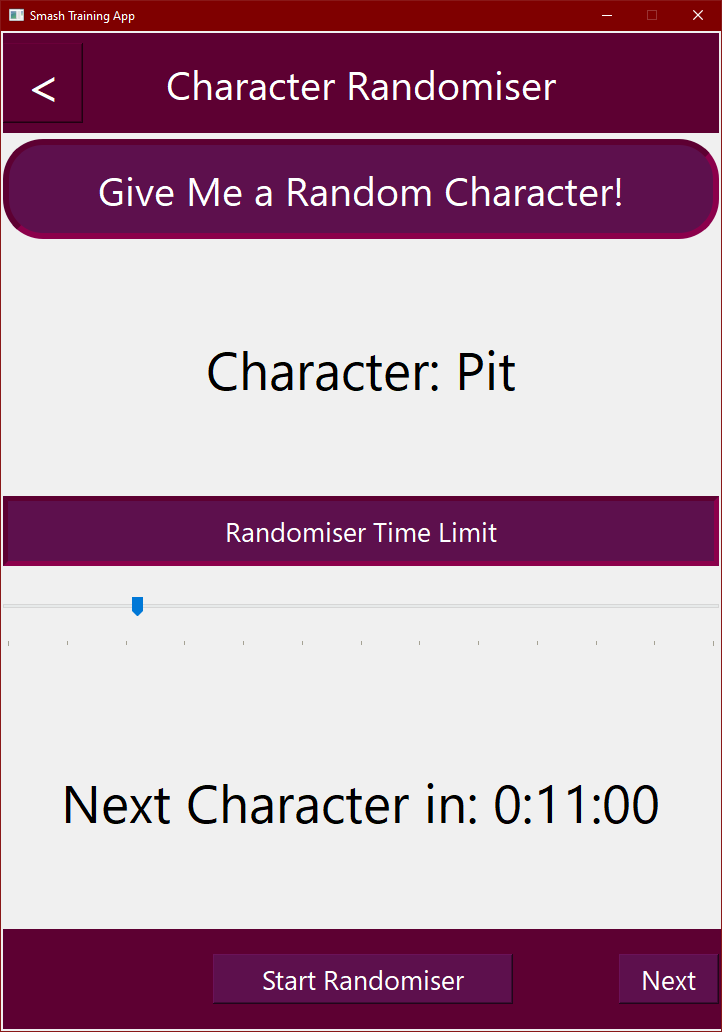 Smash Training App
<
Character Randomiser
Give Me a Random Character!
Character: Pit
Randomiser Time Limit
Next Character in: 0:11:00
Start Randomiser
Next